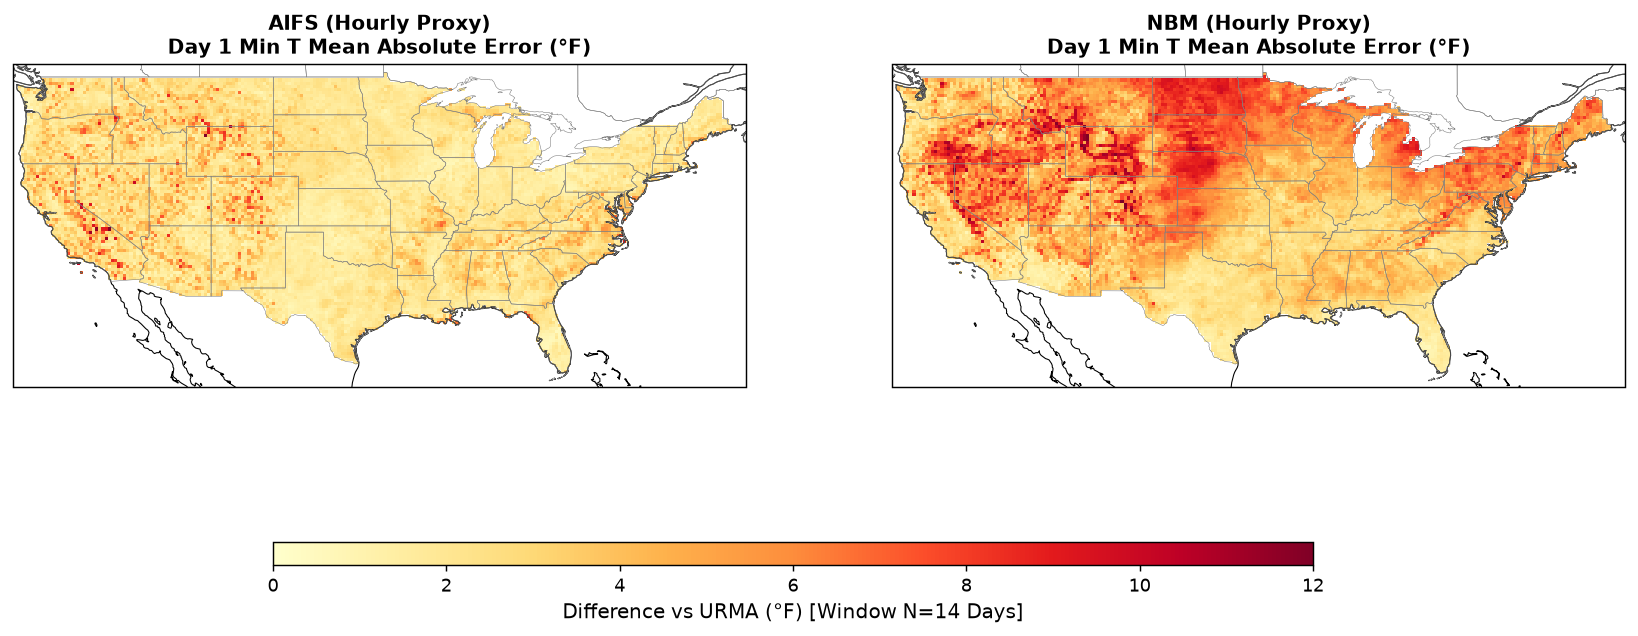 AIFS (Hourly Proxy)
Day 1 Min T Mean Absolute Error (°F)
NBM (Hourly Proxy)
Day 1 Min T Mean Absolute Error (°F)
0 2 4 6 8 10 12
Difference vs URMA (°F) [Window N=14 Days]